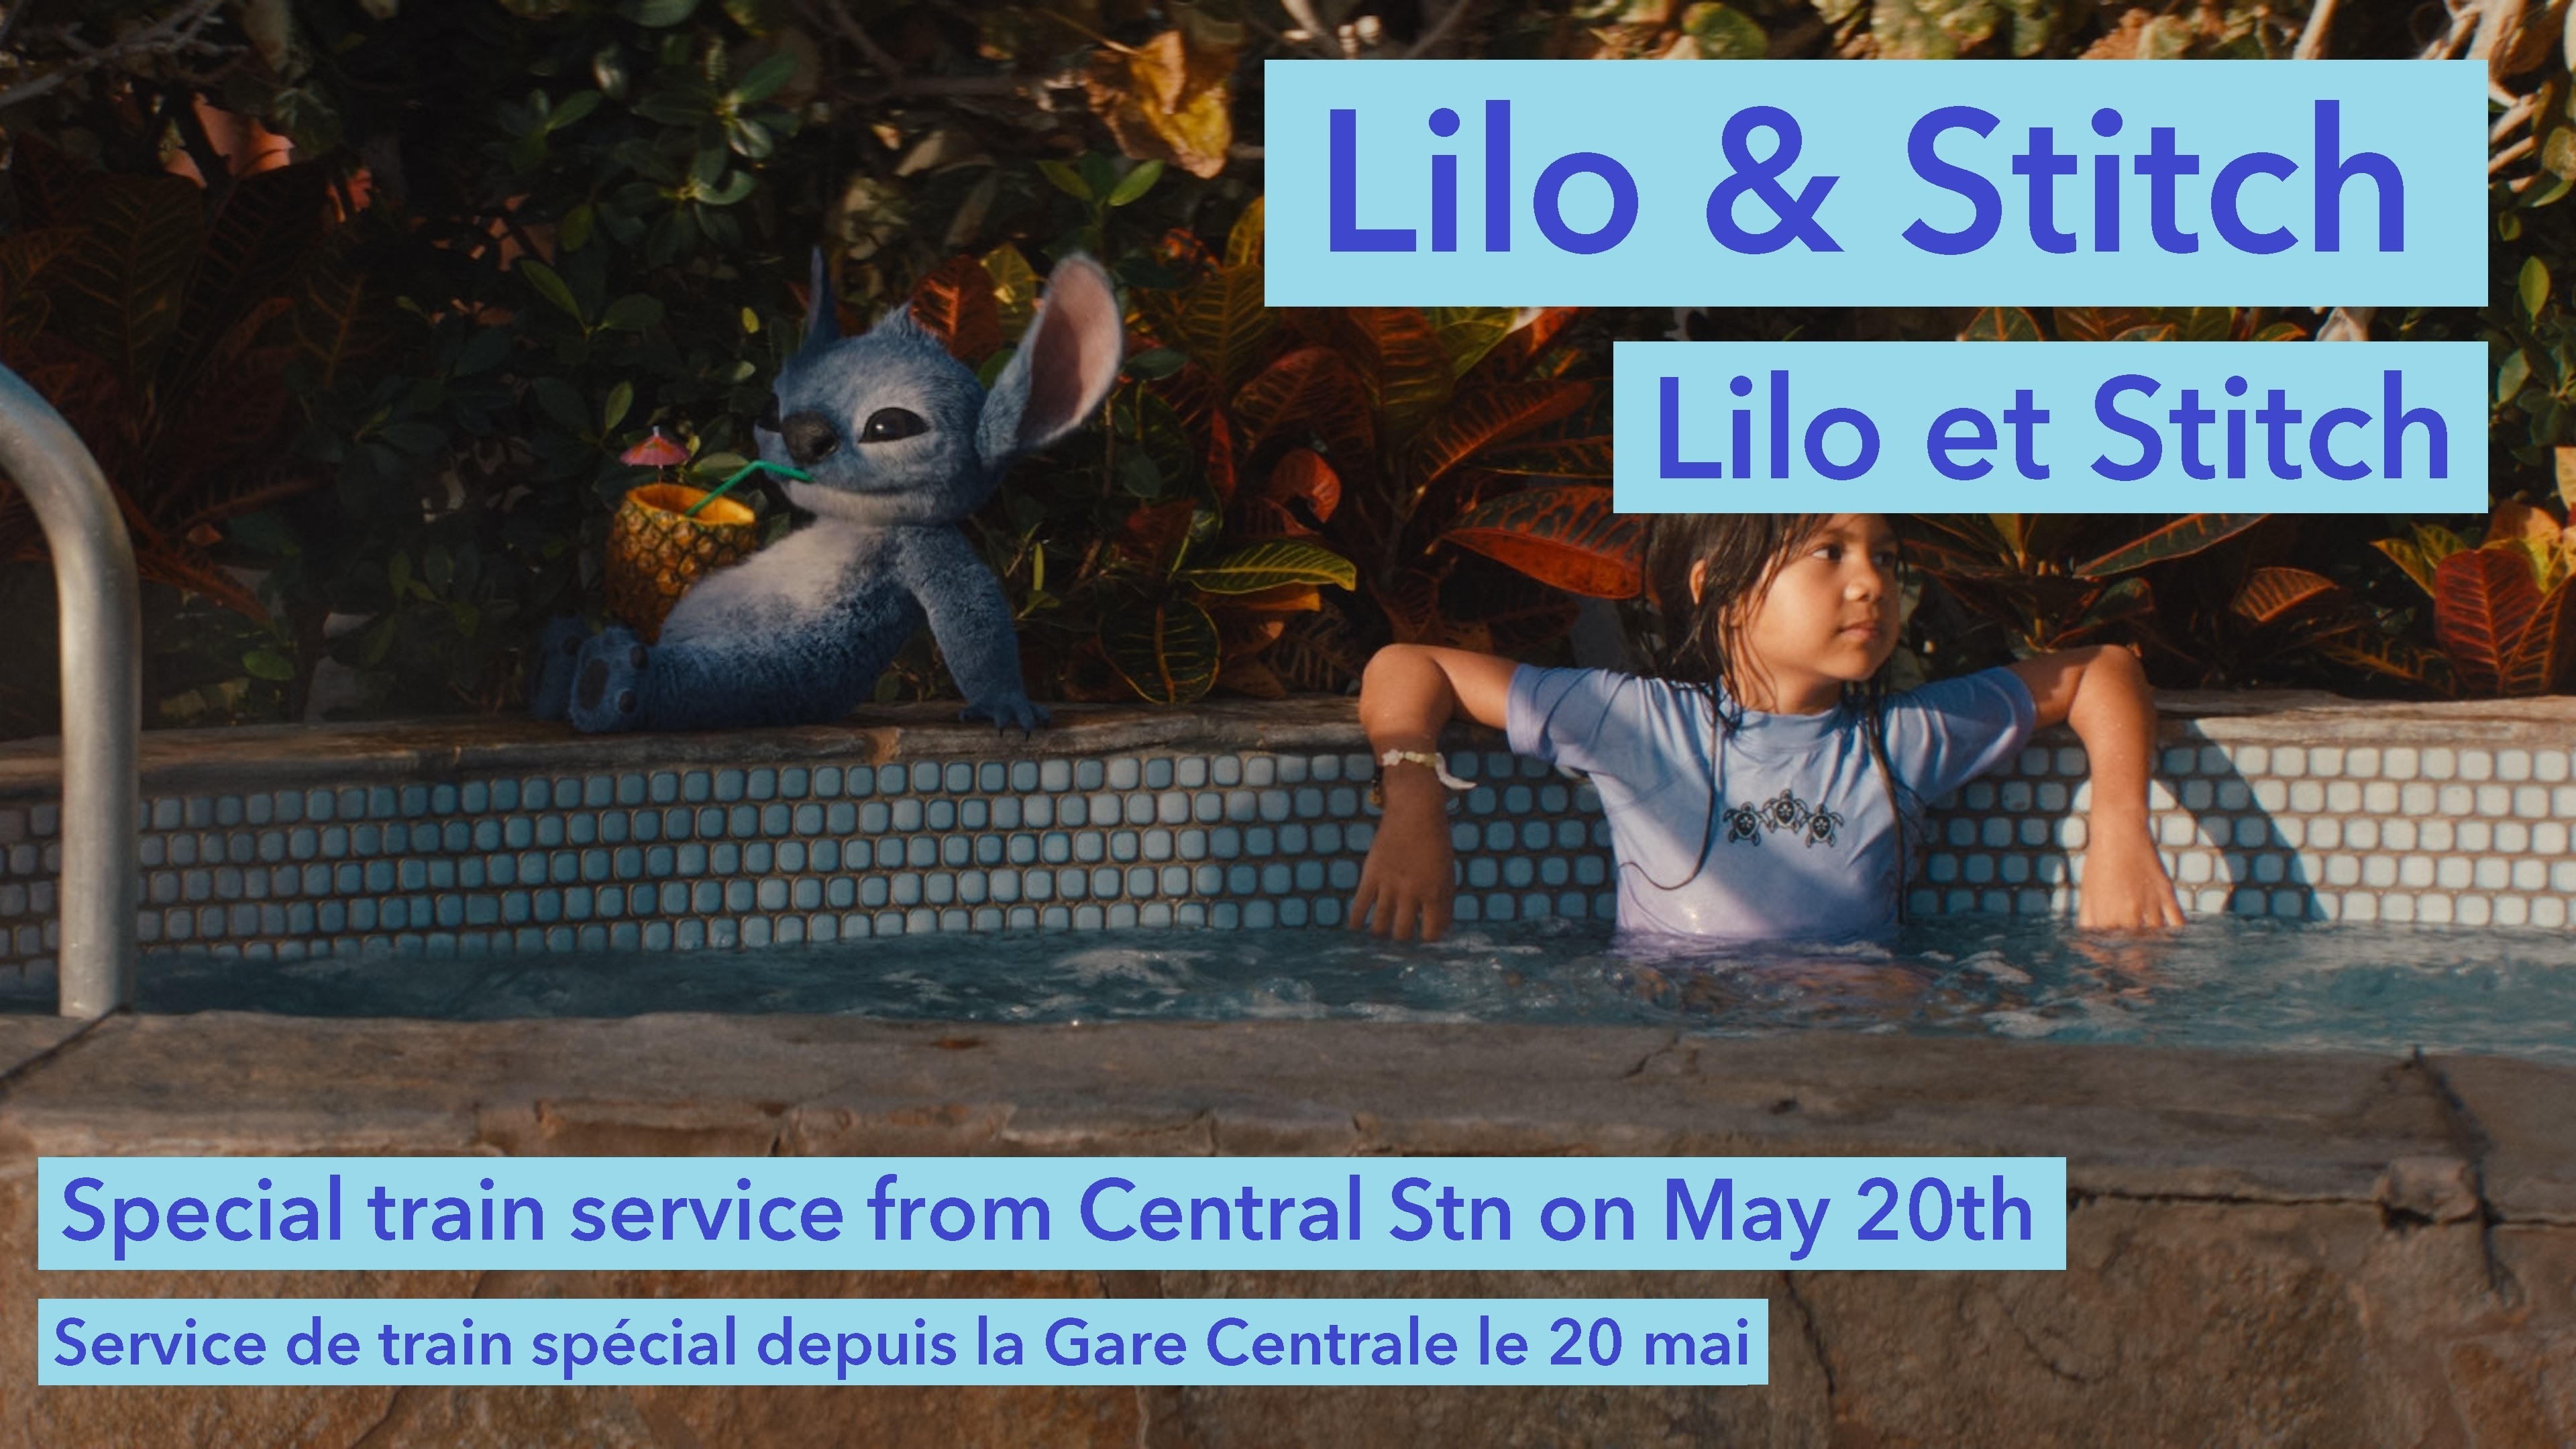 Lilo & Stitch
Lilo et Stitch
Special train service from Central Stn on May 20th
Service de train spécial depuis la Gare Centrale le 20 mai